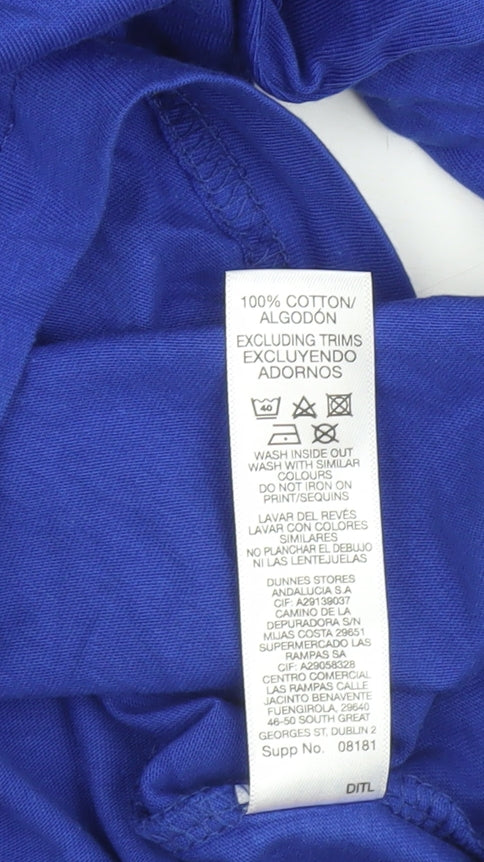 100% COTTON/
ALGODÓN
EXCLUDING TRIMS
EXCLUYENDO
ADORNOS
40
WASH INSIDE OUT
WASH WITH SIMILAR
COLOURS
DO NOT IRON ON
PRINT/SEQUINS
LAVAR DEL REVÉS
LAVAR CON COLORES
SIMILARES
NO PLANCHAR EL DEBUJO
NI LAS LENTEJUELAS
DUNNES STORES
ANDALUCIA S.A
CIF: A29139037
CAMINO DE LA
DEPURADORA S/N
MIJAS COSTA 29651
SUPERMERCADO LAS
RAMPAS SA
CIF: A29058328
CENTRO COMERCIAL
LAS RAMPAS CALLE
JACINTO BENAVENTE
FUENGIROLA, 29640
46-50 SOUTH GREAT
GEORGES ST. DUBLIN 2
Supp No. 08181
DITL